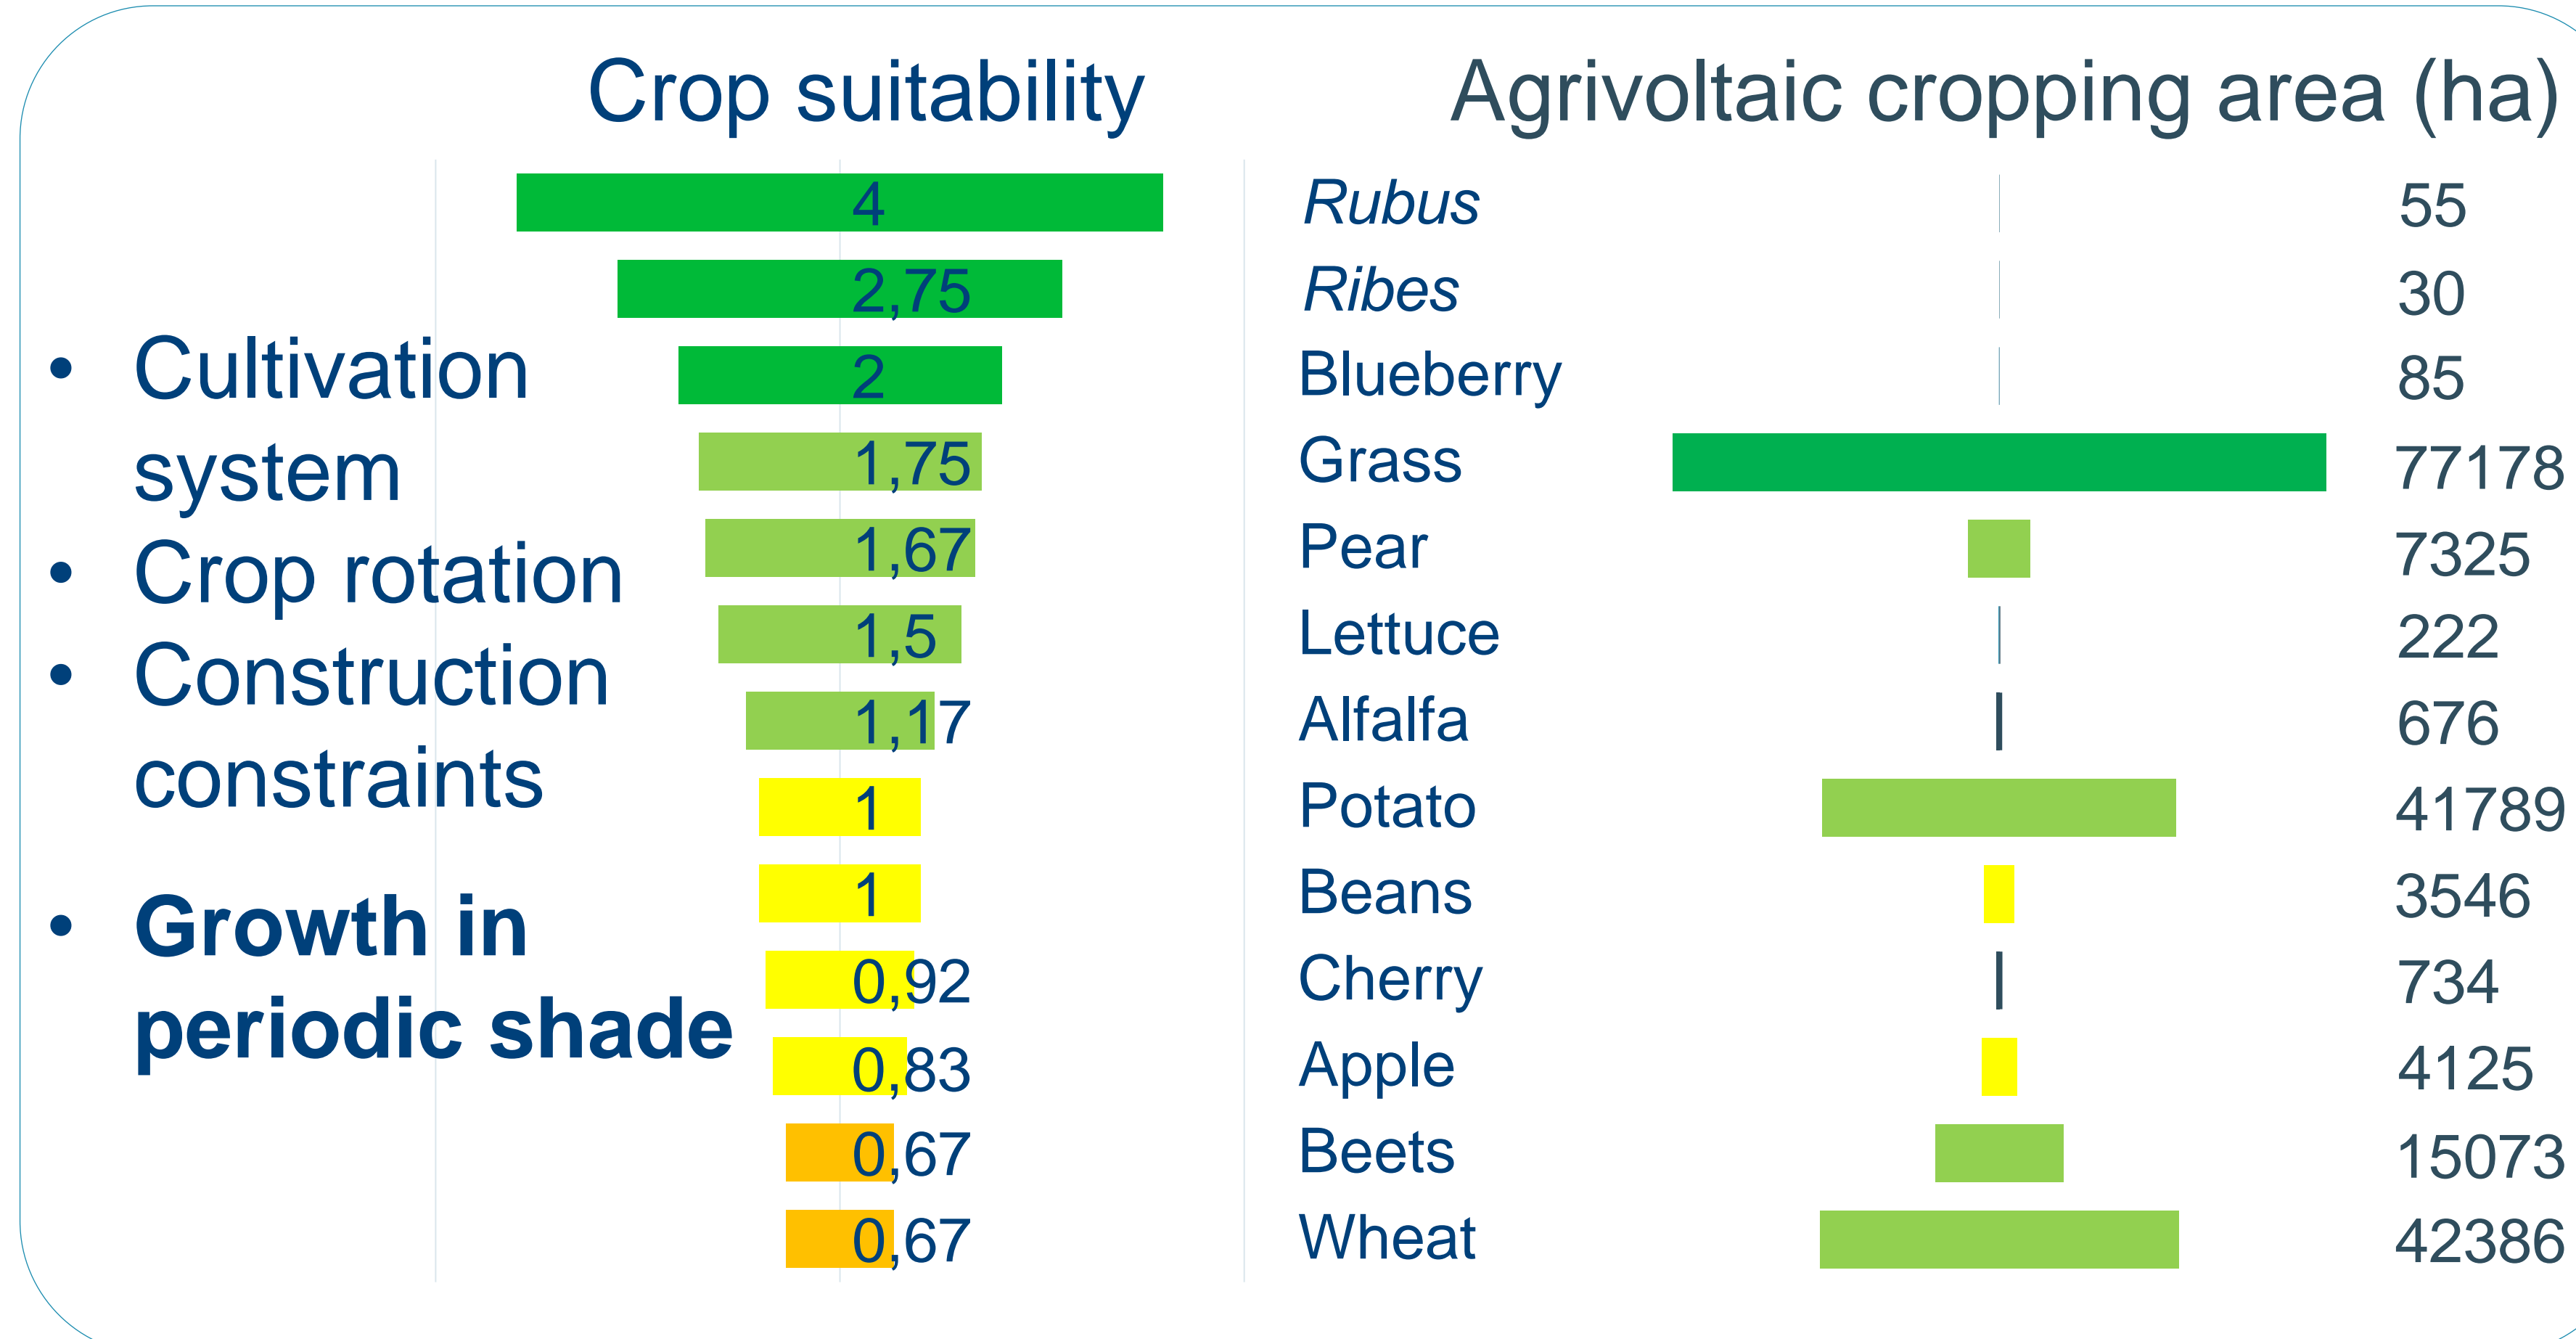 Crop suitability
Agrivoltaic cropping area (ha)
• Cultivation
system
• Crop rotation
• Construction
constraints
• Growth in
periodic shade
4 Rubus 55
2,75 Ribes 30
2 Blueberry 85
1,75 Grass 77178
1,67 Pear 7325
1,5 Lettuce 222
1,17 Alfalfa 676
1 Potato 41789
1 Beans 3546
0,92 Cherry 734
0,83 Apple 4125
0,67 Beets 15073
0,67 Wheat 42386